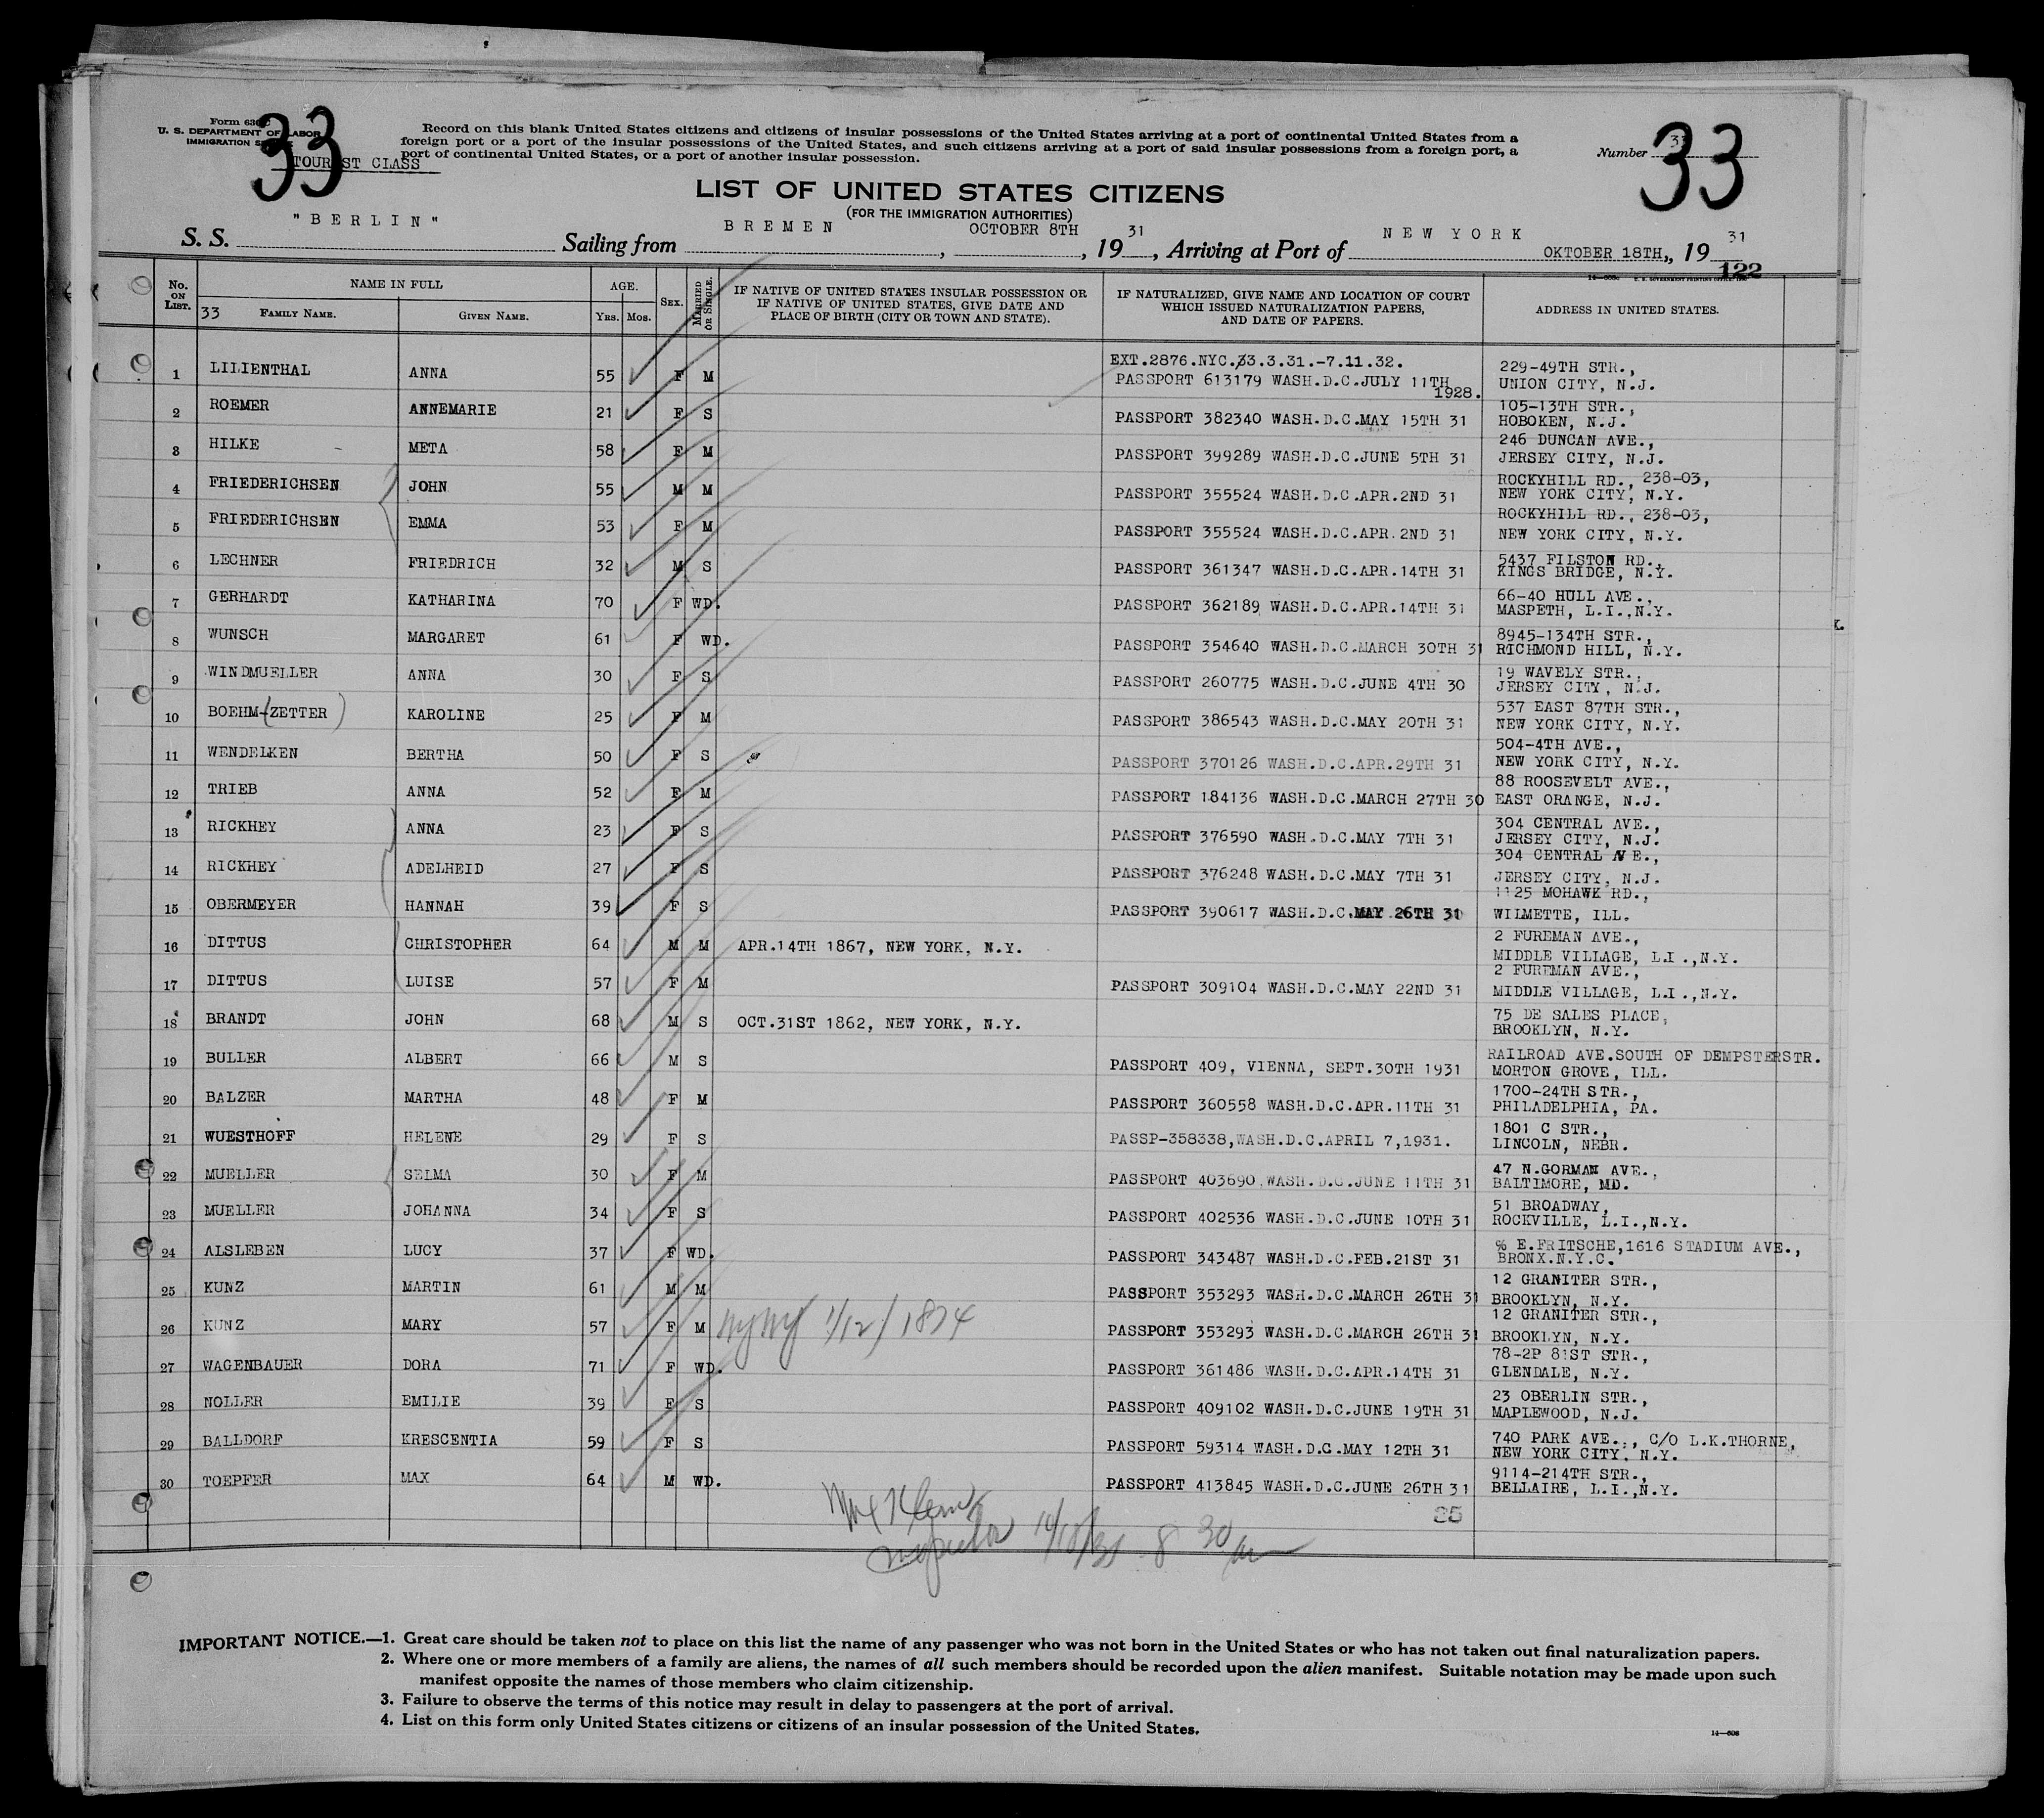 Form 630
U. S. DEPARTMENT OF LABOR
IMMIGRATION
TOURIST CLASS
33
Record on this blank United States citizens and citizens of insular possessions of the United States arriving at a port of continental United States from a
foreign port or a port of the insular possessions of the United States, and such citizens arriving at a port of said insular possessions from a foreign port, a
port of continental United States, or a port of another insular possession.
Number 33
33
LIST OF UNITED STATES CITIZENS
(FOR THE IMMIGRATION AUTHORITIES)
S. S. "BERLIN" Sailing from BREMEN, OCTOBER 8TH, 1931, Arriving at Port of NEW YORK OKTOBER 18TH,, 1931
122
No. ON LIST. NAME IN FULL AGE. SEX. MARRIED OR SINGLE. IF NATIVE OF UNITED STATES INSULAR POSSESSION OR IF NATIVE OF UNITED STATES, GIVE DATE AND PLACE OF BIRTH (CITY OR TOWN AND STATE). IF NATURALIZED, GIVE NAME AND LOCATION OF COURT WHICH ISSUED NATURALIZATION PAPERS, AND DATE OF PAPERS. ADDRESS IN UNITED STATES.
33 FAMILY NAME. GIVEN NAME. YRS. MOS.
EXT.2876.NYC.33.3.31.-7.11.32.
1 LILIENTHAL ANNA 55 F M PASSPORT 613179 WASH.D.C.JULY 11TH 1928. 229-49TH STR., UNION CITY, N.J.
2 ROEMER ANNEMARIE 21 F S PASSPORT 382340 WASH.D.C.MAY 15TH 31 105-13TH STR., HOBOKEN, N.J.
3 HILKE META 58 F M PASSPORT 399289 WASH.D.C.JUNE 5TH 31 246 DUNCAN AVE., JERSEY CITY, N.J.
4 FRIEDERICHSEN JOHN 55 M M PASSPORT 355524 WASH.D.C.APR.2ND 31 ROCKYHILL RD., 238-03, NEW YORK CITY, N.Y.
5 FRIEDERICHSEN EMMA 53 F M PASSPORT 355524 WASH.D.C.APR.2ND 31 ROCKYHILL RD., 238-03, NEW YORK CITY, N.Y.
6 LECHNER FRIEDRICH 32 M S PASSPORT 361347 WASH.D.C.APR.14TH 31 5437 FILSTON RD., KINGS BRIDGE, N.Y.
7 GERHARDT KATHARINA 70 F WD. PASSPORT 362189 WASH.D.C.APR.14TH 31 66-40 HULL AVE., MASPETH, L.I.,N.Y.
8 WUNSCH MARGARET 61 F WD. PASSPORT 354640 WASH.D.C.MARCH 30TH 31 8945-134TH STR., RICHMOND HILL, N.Y.
9 WINDMUELLER ANNA 30 F S PASSPORT 260775 WASH.D.C.JUNE 4TH 30 19 WAVELY STR., JERSEY CITY, N.J.
10 BOEHM-(ZETTER) KAROLINE 25 F M PASSPORT 386543 WASH.D.C.MAY 20TH 31 537 EAST 87TH STR., NEW YORK CITY, N.Y.
11 WENDELKEN BERTHA 50 F S PASSPORT 370126 WASH.D.C.APR.29TH 31 504-4TH AVE., NEW YORK CITY, N.Y.
12 TRIEB ANNA 52 F M PASSPORT 184136 WASH.D.C.MARCH 27TH 30 88 ROOSEVELT AVE., EAST ORANGE, N.J.
13 RICKHEY ANNA 23 F S PASSPORT 376590 WASH.D.C.MAY 7TH 31 304 CENTRAL AVE., JERSEY CITY, N.J.
14 RICKHEY ADELHEID 27 F S PASSPORT 376248 WASH.D.C.MAY 7TH 31 304 CENTRAL AVE., JERSEY CITY, N.J.
15 OBERMEYER HANNAH 39 F S PASSPORT 390617 WASH.D.C.MAY 26TH 31 1125 MOHAWK RD., WILMETTE, ILL.
16 DITTUS CHRISTOPHER 64 M M APR.14TH 1867, NEW YORK, N.Y. 2 FUREMAN AVE., MIDDLE VILLAGE, L.I.,N.Y.
17 DITTUS LUISE 57 F M PASSPORT 309104 WASH.D.C.MAY 22ND 31 2 FUREMAN AVE., MIDDLE VILLAGE, L.I.,N.Y.
18 BRANDT JOHN 68 M S OCT.31ST 1862, NEW YORK, N.Y. 75 DE SALES PLACE, BROOKLYN, N.Y.
19 BULLER ALBERT 66 M S PASSPORT 409, VIENNA, SEPT.30TH 1931 RAILROAD AVE.SOUTH OF DEMPSTERSTR. MORTON GROVE, ILL.
20 BALZER MARTHA 48 F M PASSPORT 360558 WASH.D.C.APR.11TH 31 1700-24TH STR., PHILADELPHIA, PA.
21 WUESTHOFF HELENE 29 F S PASSP-358338,WASH.D.C.APRIL 7,1931. 1801 C STR., LINCOLN, NEBR.
22 MUELLER SELMA 30 F M PASSPORT 403690,WASH.D.C.JUNE 11TH 31 47 N.GORMAN AVE., BALTIMORE, MD.
23 MUELLER JOHANNA 34 F S PASSPORT 402536 WASH.D.C.JUNE 10TH 31 51 BROADWAY, ROCKVILLE, L.I.,N.Y.
24 ALSLEBEN LUCY 37 F WD. PASSPORT 343487 WASH.D.C.FEB.21ST 31 % E.FRITSCHE,1616 STADIUM AVE., BRONX.N.Y.C.
25 KUNZ MARTIN 61 M M PASSPORT 353293 WASH.D.C.MARCH 26TH 31 12 GRANITER STR., BROOKLYN, N.Y.
26 KUNZ MARY 57 F M NYNY 1/12/1874 PASSPORT 353293 WASH.D.C.MARCH 26TH 31 12 GRANITER STR., BROOKLYN, N.Y.
27 WAGENBAUER DORA 71 F WD. PASSPORT 361486 WASH.D.C.APR.14TH 31 78-2P 81ST STR., GLENDALE, N.Y.
28 NOLLER EMILIE 39 F S PASSPORT 409102 WASH.D.C.JUNE 19TH 31 23 OBERLIN STR., MAPLEWOOD, N.J.
29 BALLDORF KRESCENTIA 59 F S PASSPORT 59314 WASH.D.C.MAY 12TH 31 740 PARK AVE.., C/O L.K.THORNE, NEW YORK CITY, N.Y.
30 TOEPFER MAX 64 M WD. PASSPORT 413845 WASH.D.C.JUNE 26TH 31 9114-214TH STR., BELLAIRE, L.I.,N.Y.
Inspector 10/18/31 8 30 am
IMPORTANT NOTICE.—1. Great care should be taken not to place on this list the name of any passenger who was not born in the United States or who has not taken out final naturalization papers.
2. Where one or more members of a family are aliens, the names of all such members should be recorded upon the alien manifest. Suitable notation may be made upon such
manifest opposite the names of those members who claim citizenship.
3. Failure to observe the terms of this notice may result in delay to passengers at the port of arrival.
4. List on this form only United States citizens or citizens of an insular possession of the United States.
14—608